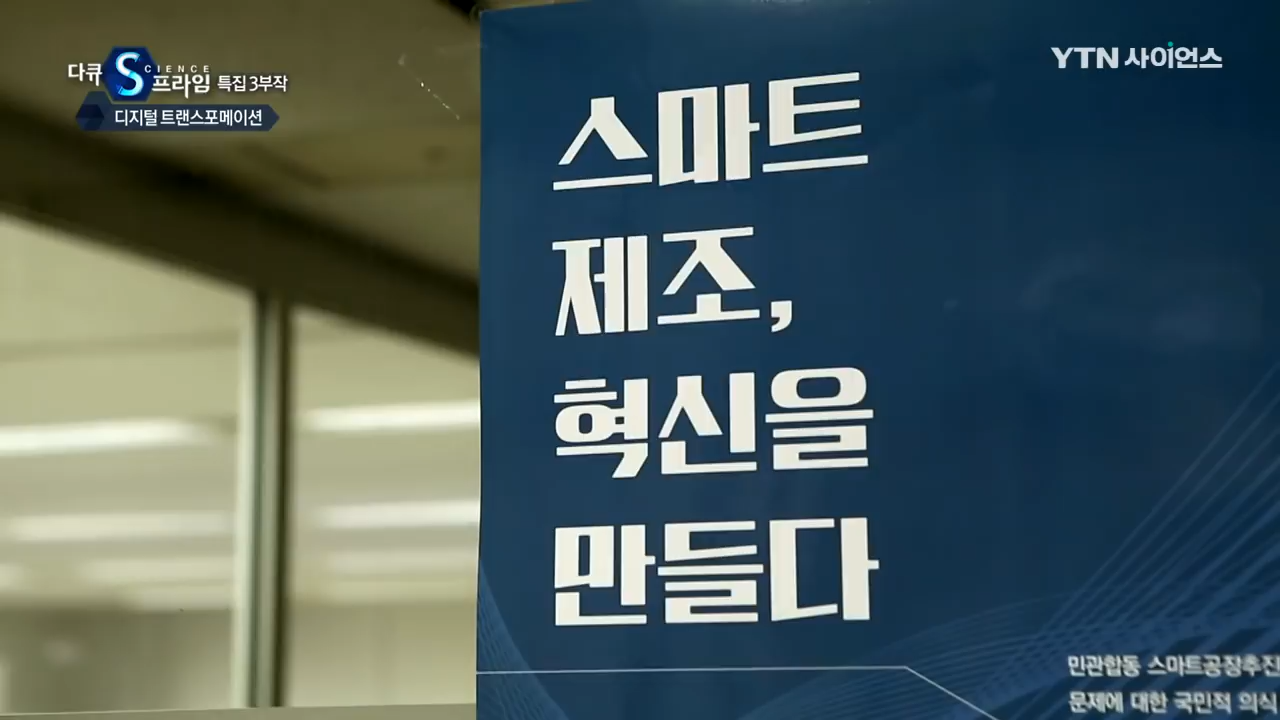 다큐 S CIENCE 프라임 특집 3부작
디지털 트랜스포메이션
YTN 사이언스
스마트
제조,
혁신을
만들다
민관합동 스마트공장추진
문제에 대한 국민적 의식